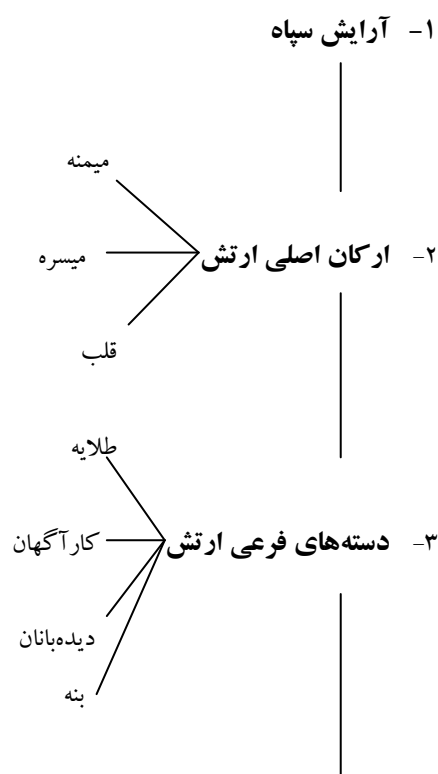 ۱- آرایش سپاه
میمنه
۲- ارکان اصلی ارتش
میسره
قلب
طلایه
۳- دسته‌های فرعی ارتش
کارآگهان
دیده‌بانان
بنه